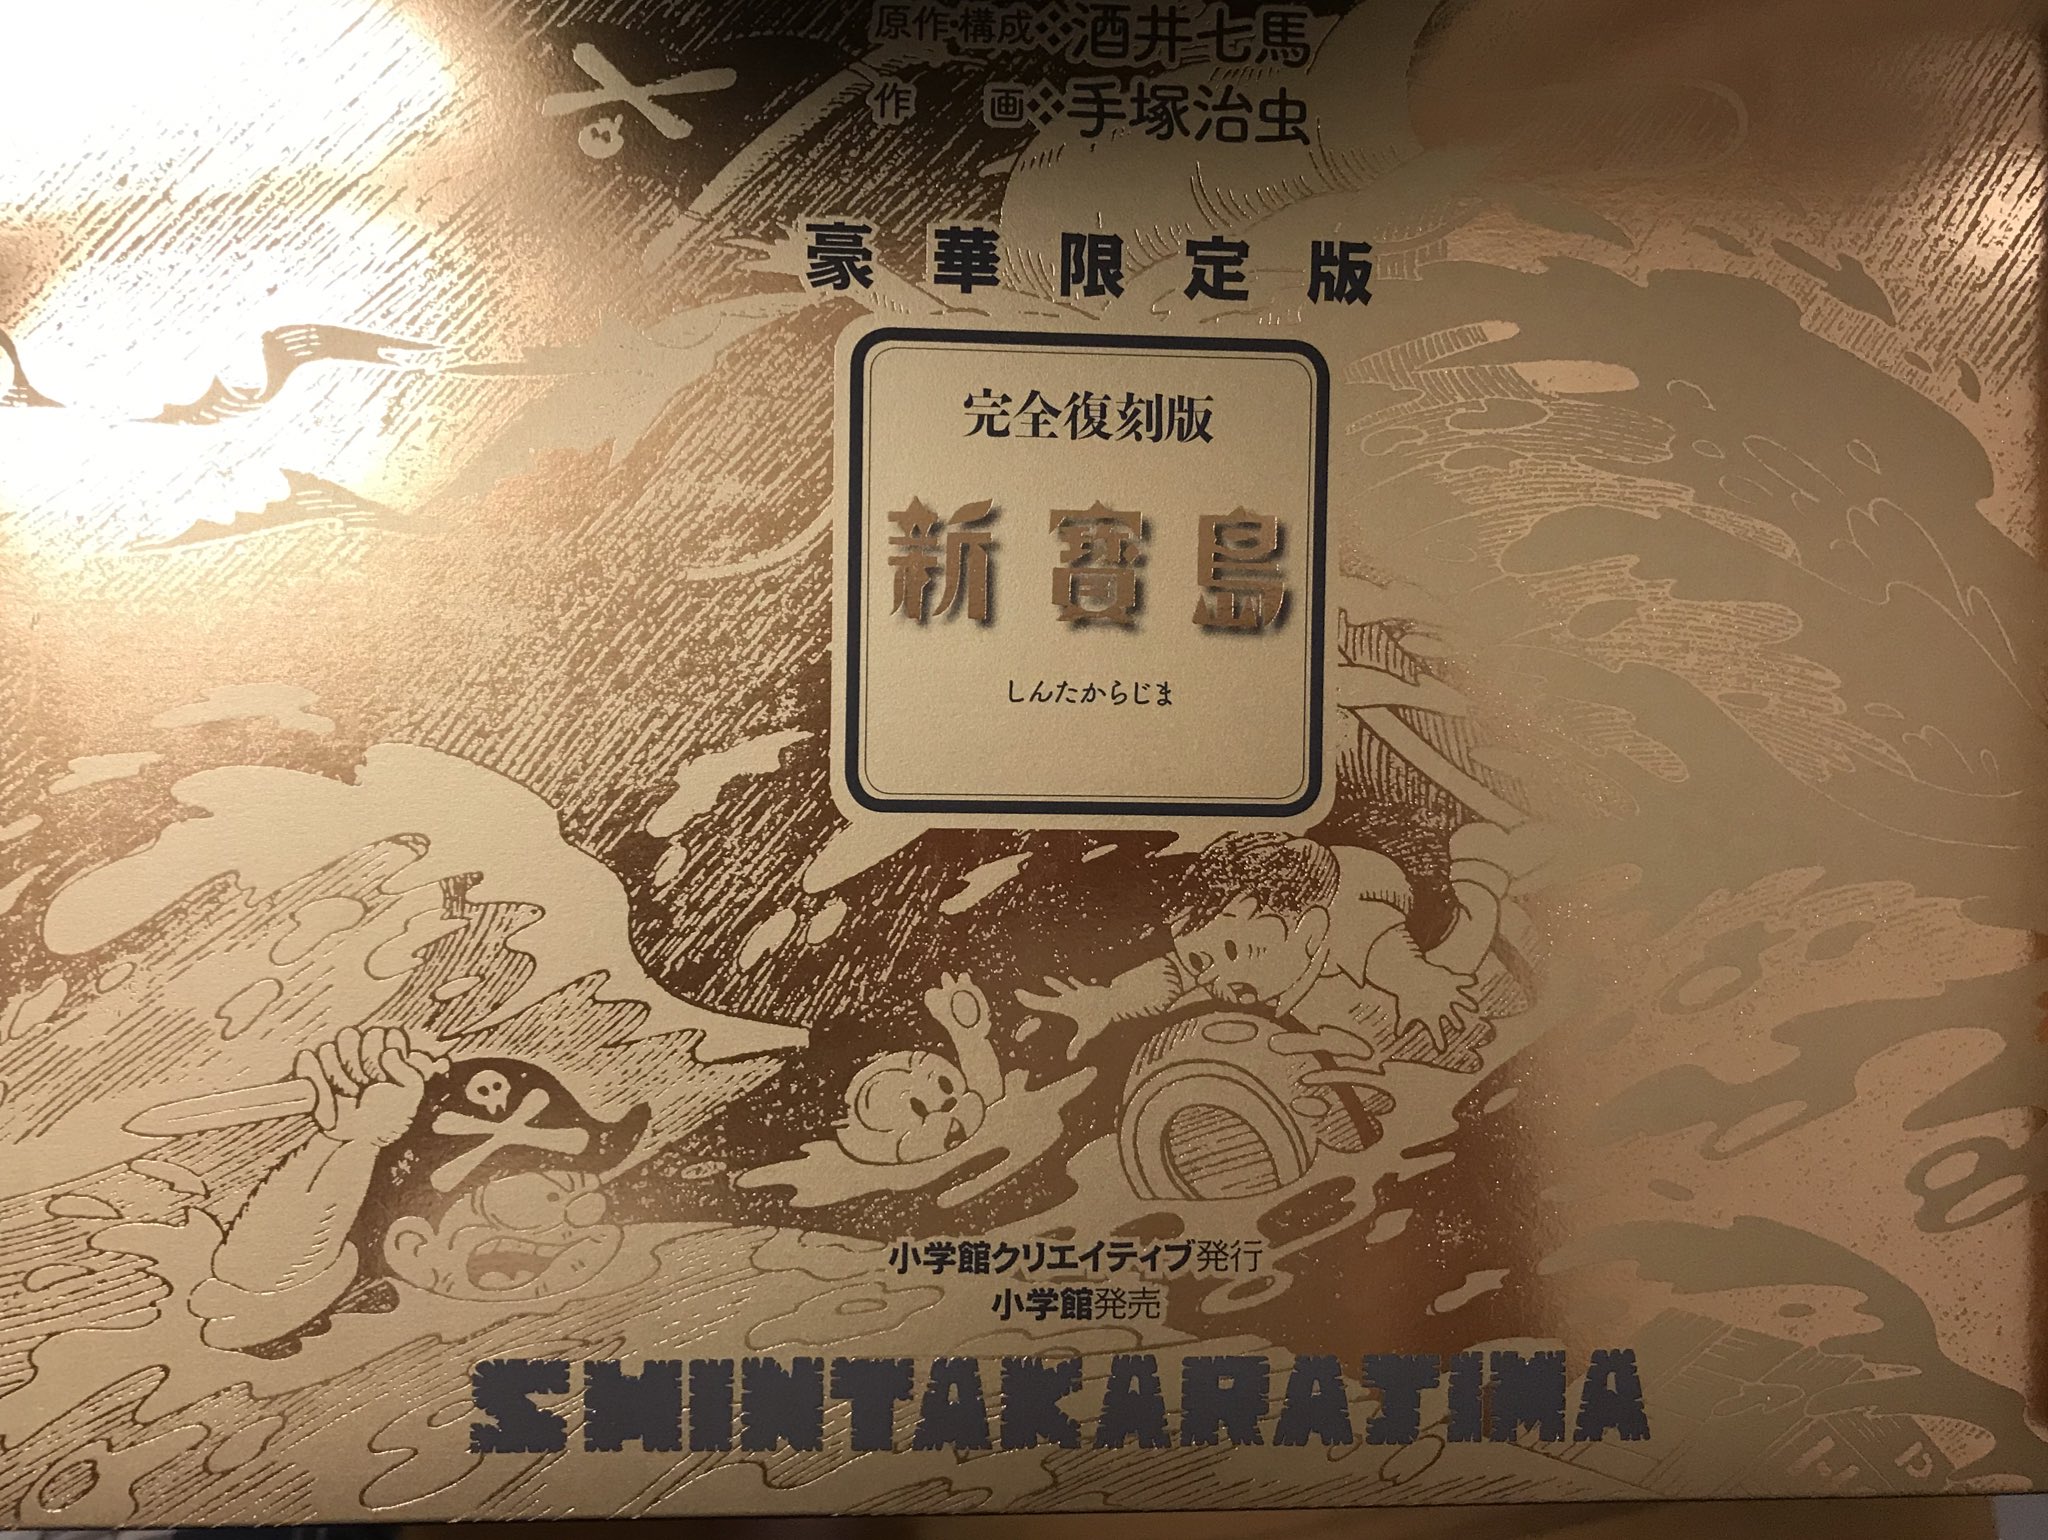 原作・構成❖酒井七馬
作画❖手塚治虫
豪華限定版
完全復刻版
新寶島
しんたからじま
小学館クリエイティブ発行
小学館発売
SHINTAKARAJIMA